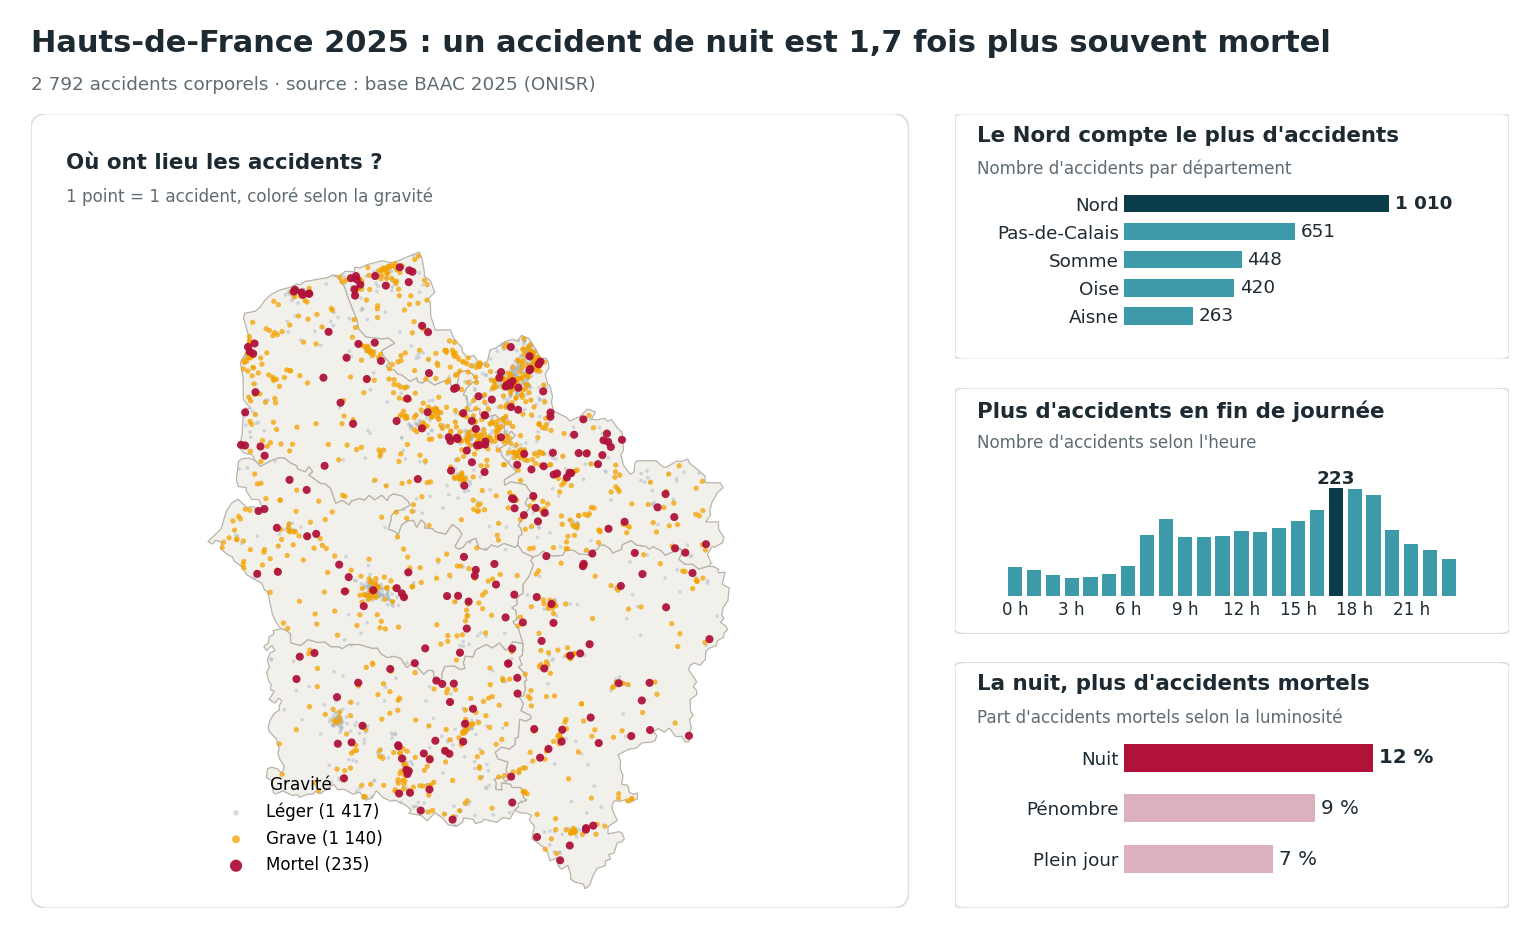 Hauts-de-France 2025 : un accident de nuit est 1,7 fois plus souvent mortel
2 792 accidents corporels · source : base BAAC 2025 (ONISR)
Où ont lieu les accidents ?
1 point = 1 accident, coloré selon la gravité
Gravité
Léger (1 417)
Grave (1 140)
Mortel (235)
Le Nord compte le plus d'accidents
Nombre d'accidents par département
Nord 1 010
Pas-de-Calais 651
Somme 448
Oise 420
Aisne 263
Plus d'accidents en fin de journée
Nombre d'accidents selon l'heure
223
0 h 3 h 6 h 9 h 12 h 15 h 18 h 21 h
La nuit, plus d'accidents mortels
Part d'accidents mortels selon la luminosité
Nuit 12 %
Pénombre 9 %
Plein jour 7 %